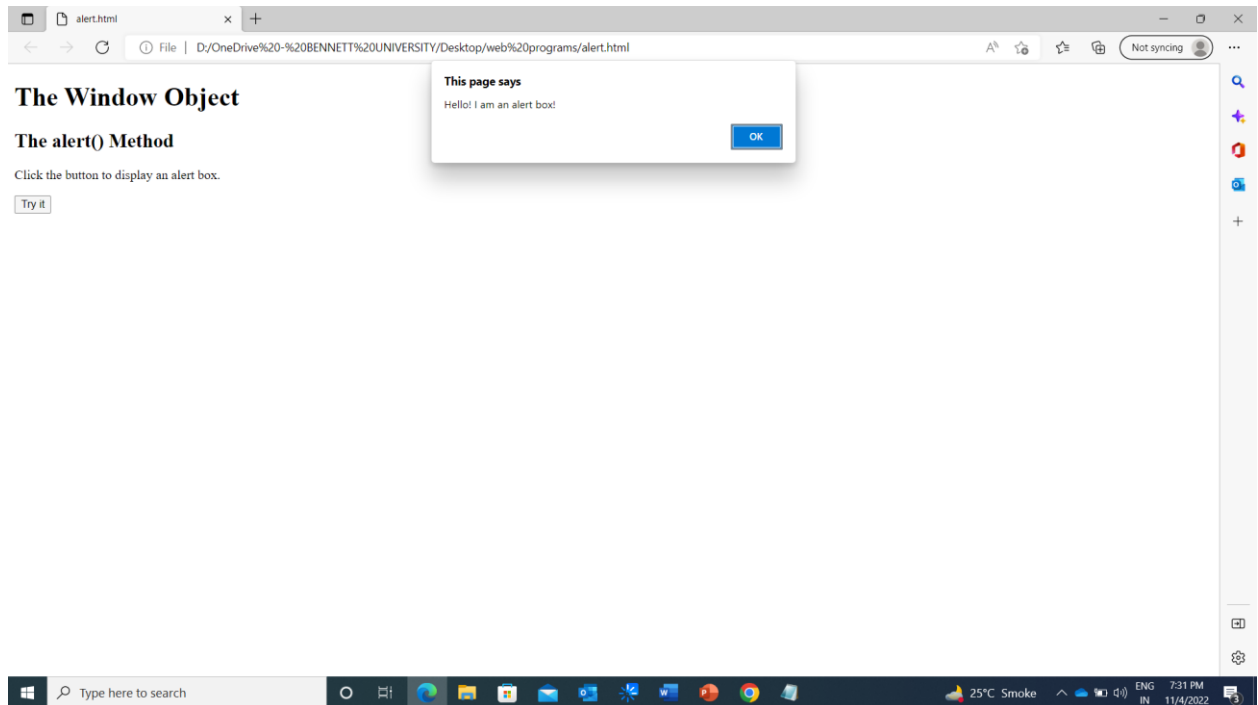 alert.html
File | D:/OneDrive%20-%20BENNETT%20UNIVERSITY/Desktop/web%20programs/alert.html
Not syncing
This page says
Hello! I am an alert box!
OK
The Window Object
The alert() Method
Click the button to display an alert box.
Try it
Type here to search
25°C Smoke
ENG
IN
7:31 PM
11/4/2022
3